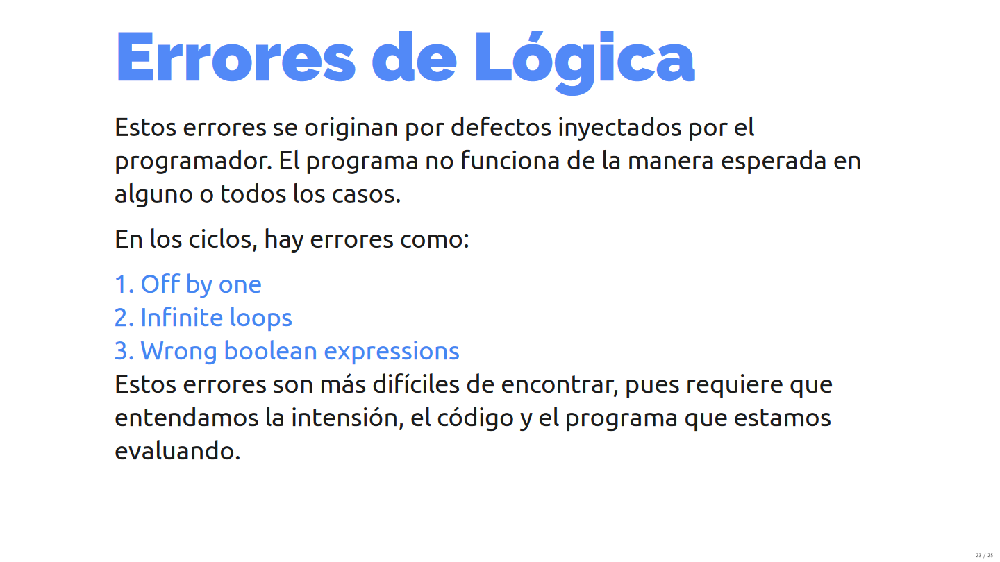 Errores de Lógica
Estos errores se originan por defectos inyectados por el
programador. El programa no funciona de la manera esperada en
alguno o todos los casos.
En los ciclos, hay errores como:
1. Off by one
2. Infinite loops
3. Wrong boolean expressions
Estos errores son más difíciles de encontrar, pues requiere que
entendamos la intensión, el código y el programa que estamos
evaluando.
23 / 25